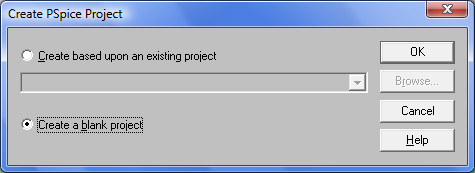 Create PSpice Project
Create based upon an existing project
OK
Browse...
Create a blank project
Cancel
Help